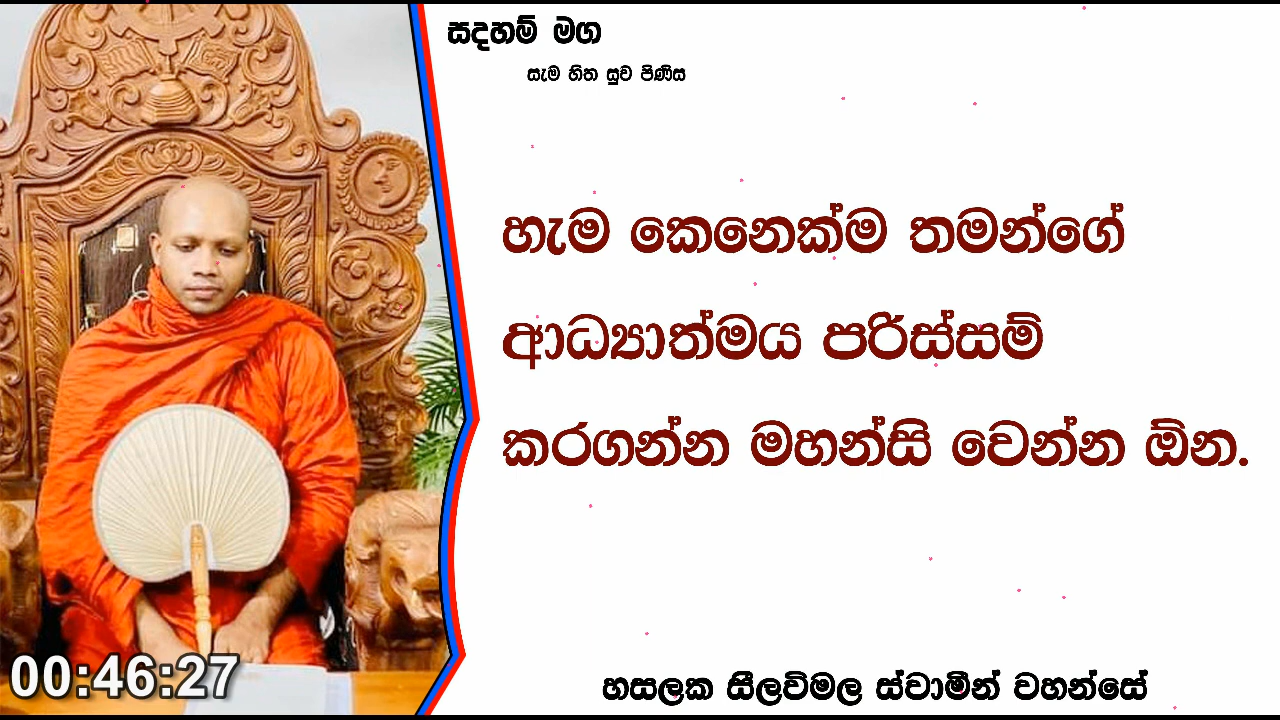 සදහම් මග
සැම හිත සුව පිණිස
හැම කෙනෙක්ම තමන්ගේ
ආධ්‍යාත්මය පරිස්සම්
කරගන්න මහන්සි වෙන්න ඕන.
00:46:27
හසලක සීලවිමල ස්වාමීන් වහන්සේ